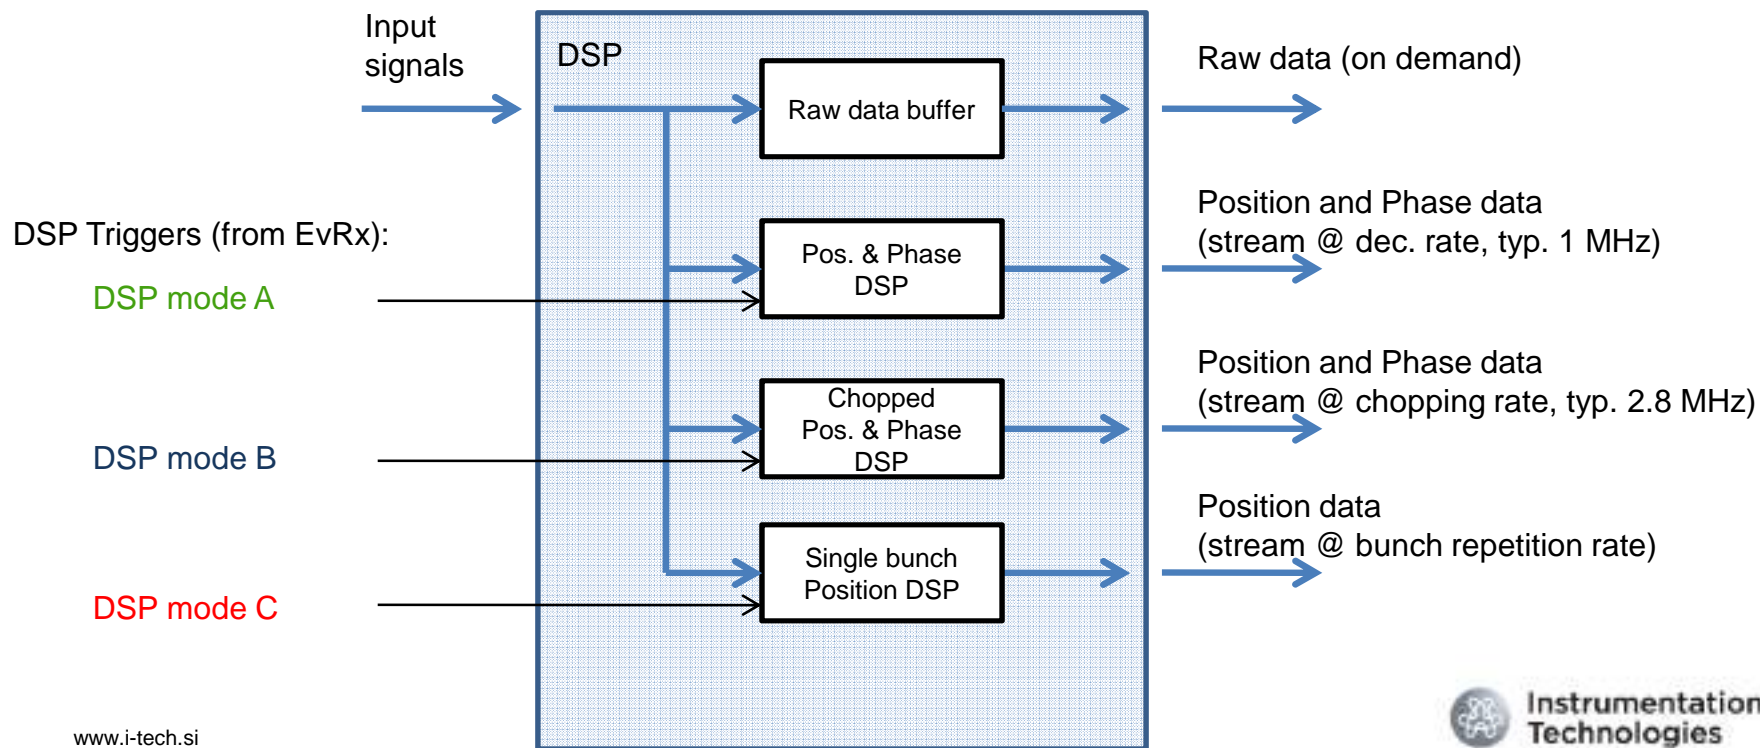 Input
signals
DSP
Raw data buffer
Raw data (on demand)
DSP Triggers (from EvRx):
DSP mode A
Pos. & Phase
DSP
Position and Phase data
(stream @ dec. rate, typ. 1 MHz)
DSP mode B
Chopped
Pos. & Phase
DSP
Position and Phase data
(stream @ chopping rate, typ. 2.8 MHz)
DSP mode C
Single bunch
Position DSP
Position data
(stream @ bunch repetition rate)
www.i-tech.si
Instrumentation
Technologies